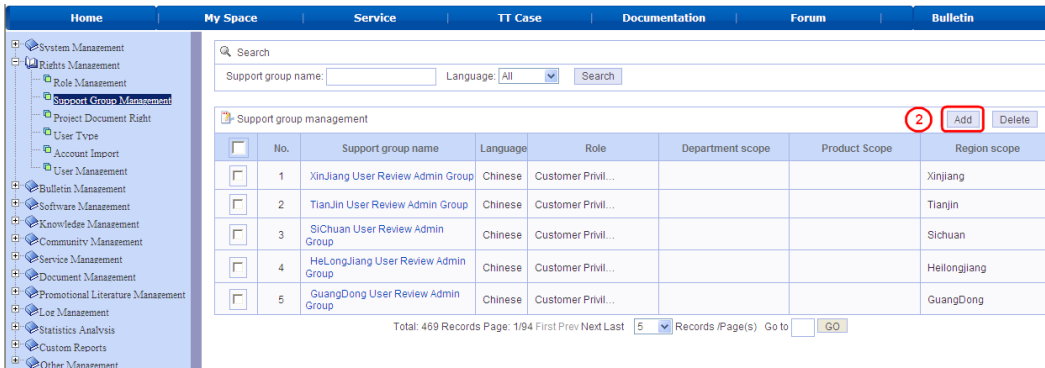 Home | My Space | Service | TT Case | Documentation | Forum | Bulletin
System Management
Rights Management
Role Management
Support Group Management
Project Document Right
User Type
Account Import
User Management
Bulletin Management
Software Management
Knowledge Management
Community Management
Service Management
Document Management
Promotional Literature Management
Log Management
Statistics Analysis
Custom Reports
Other Management
Search
Support group name: Language: All Search
Support group management 2 Add Delete
No. Support group name Language Role Department scope Product Scope Region scope
1 XinJiang User Review Admin Group Chinese Customer Privil... Xinjiang
2 TianJin User Review Admin Group Chinese Customer Privil... Tianjin
3 SiChuan User Review Admin Chinese Customer Privil... Sichuan
Group
4 HeLongJiang User Review Admin Chinese Customer Privil... Heilongjiang
Group
5 GuangDong User Review Admin Chinese Customer Privil... GuangDong
Group
Total: 469 Records Page: 1/94 First Prev Next Last 5 Records /Page(s) Go to GO